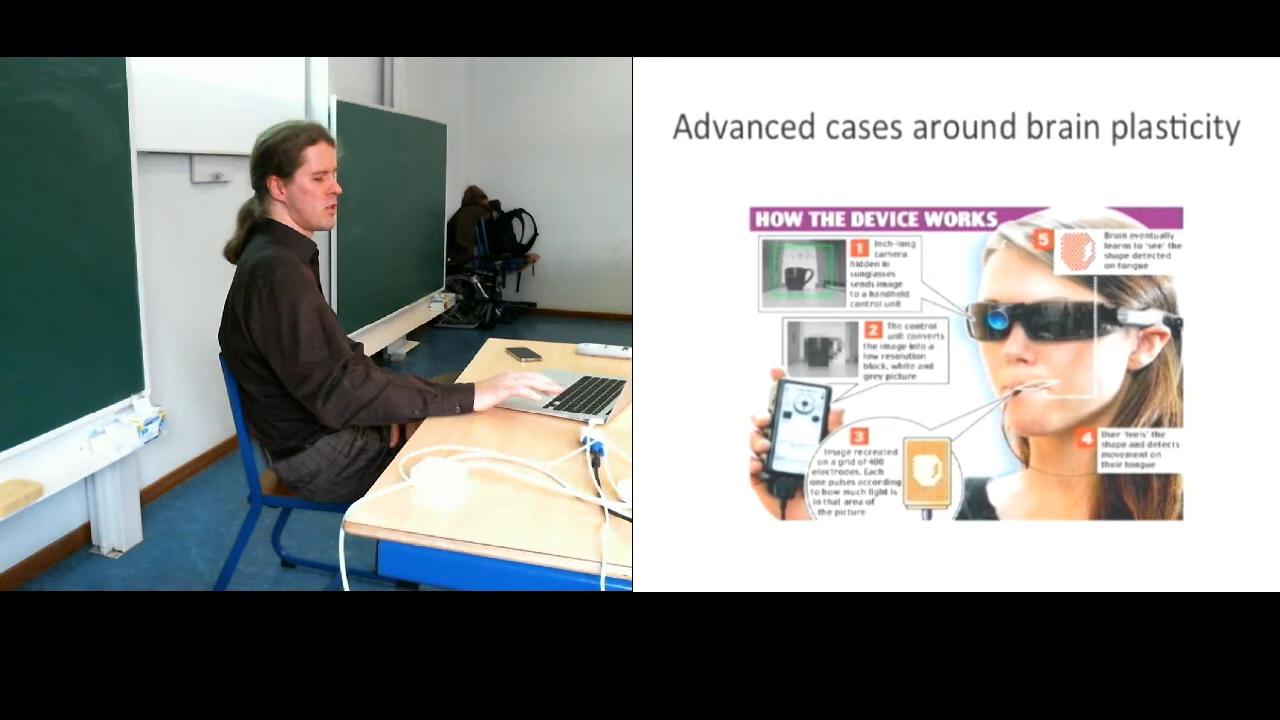 Advanced cases around brain plasticity
HOW THE DEVICE WORKS
1 Inch-long
camera
hidden in
sunglasses
sends image
to a handheld
control unit
2 The control
unit converts
the image into a
low resolution
black, white and
grey picture
3
Image recreated
on a grid of 400
electrodes. Each
one pulses according
to how much light is
in that area of
the picture
4 User 'feels' the
shape and detects
movement on
their tongue
5 Brain eventually
learns to 'see' the
shape detected
on tongue